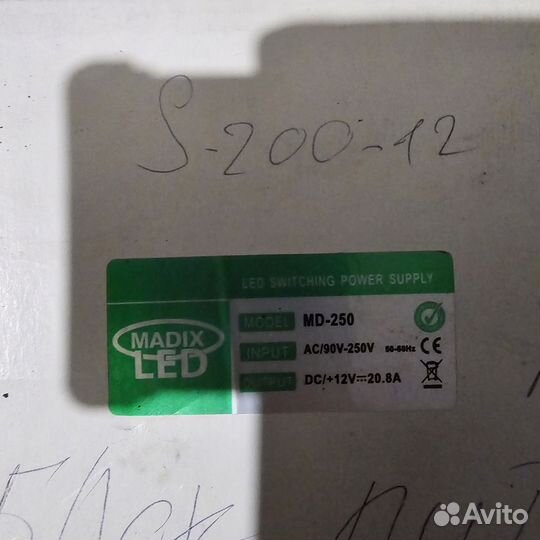 S-200-12
LED SWITCHING POWER SUPPLY
MADIX
LED
MODEL MD-250
INPUT AC/90V-250V 50-60Hz CE
OUTPUT DC/+12V⎓20.8A
Блок
Avito